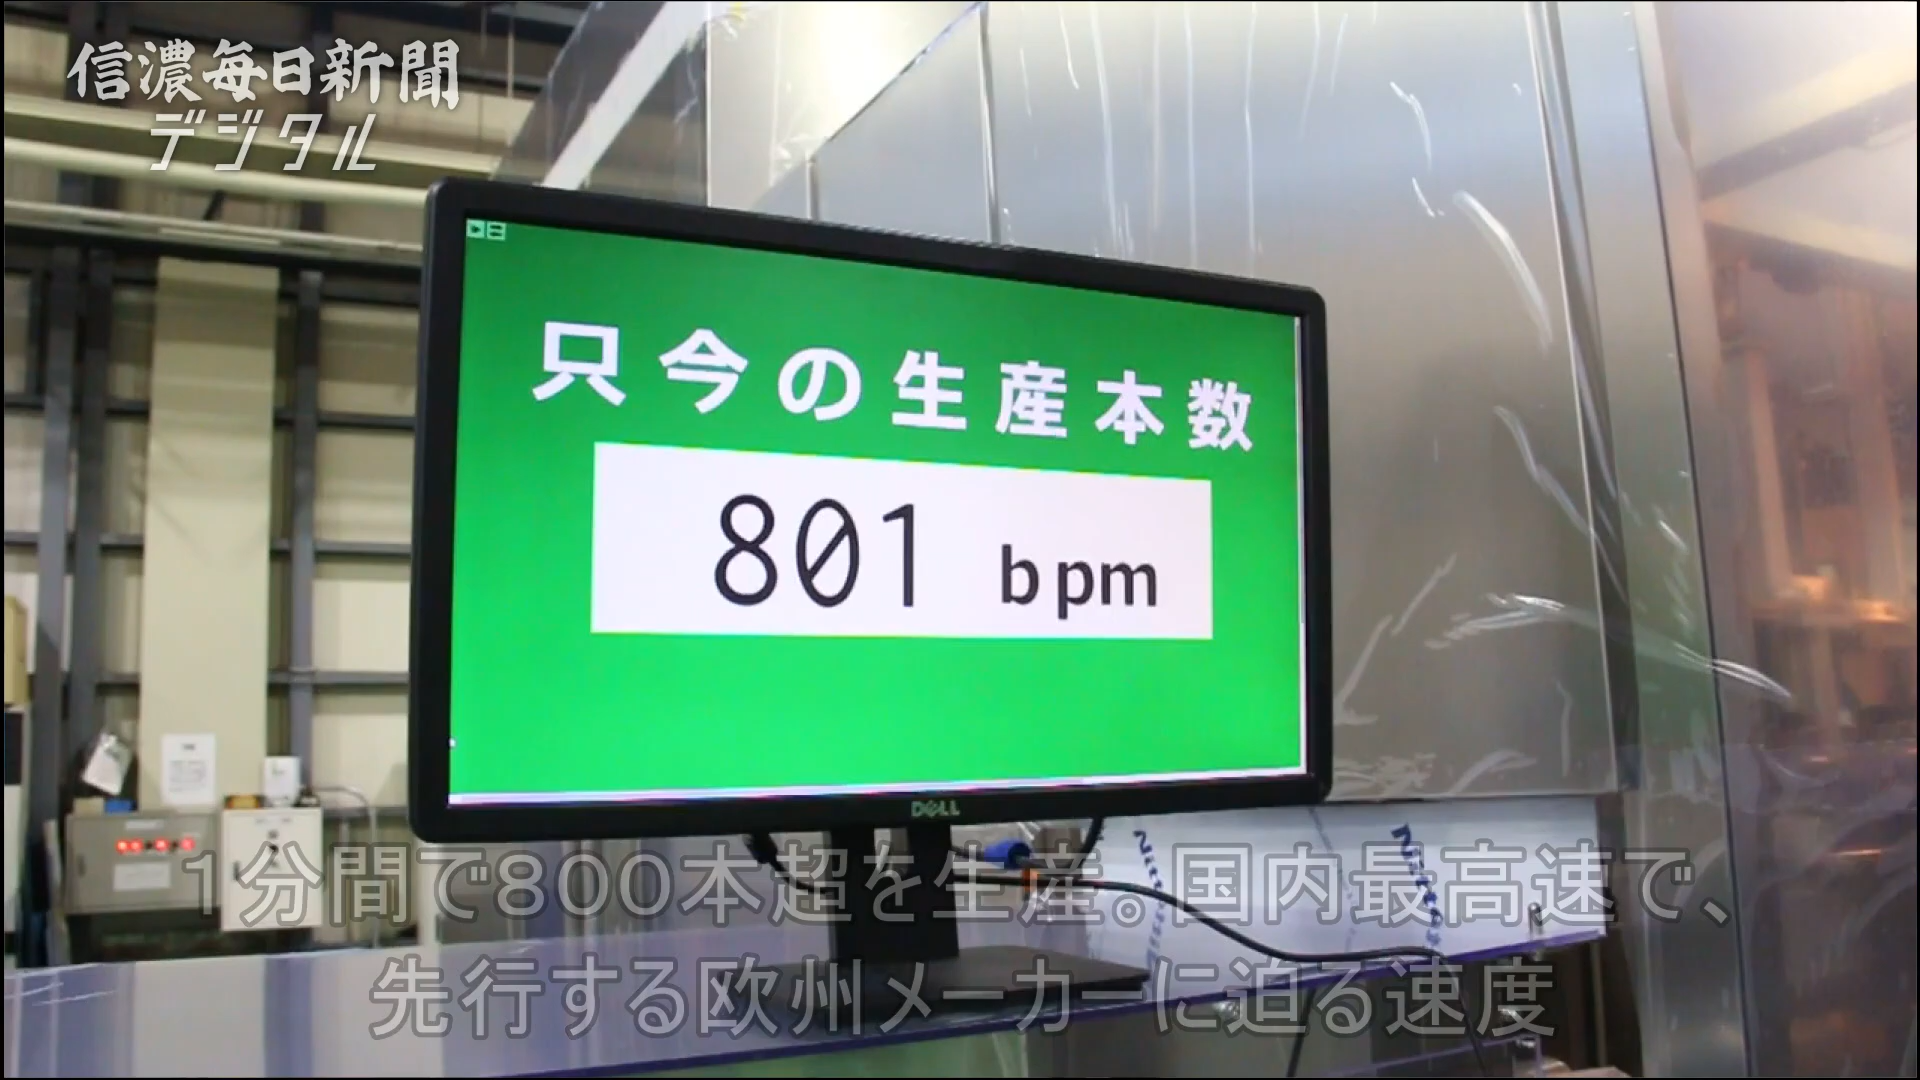 信濃毎日新聞
デジタル
只今の生産本数
801 bpm
DELL
1分間で800本超を生産。国内最高速で、
先行する欧州メーカーに迫る速度